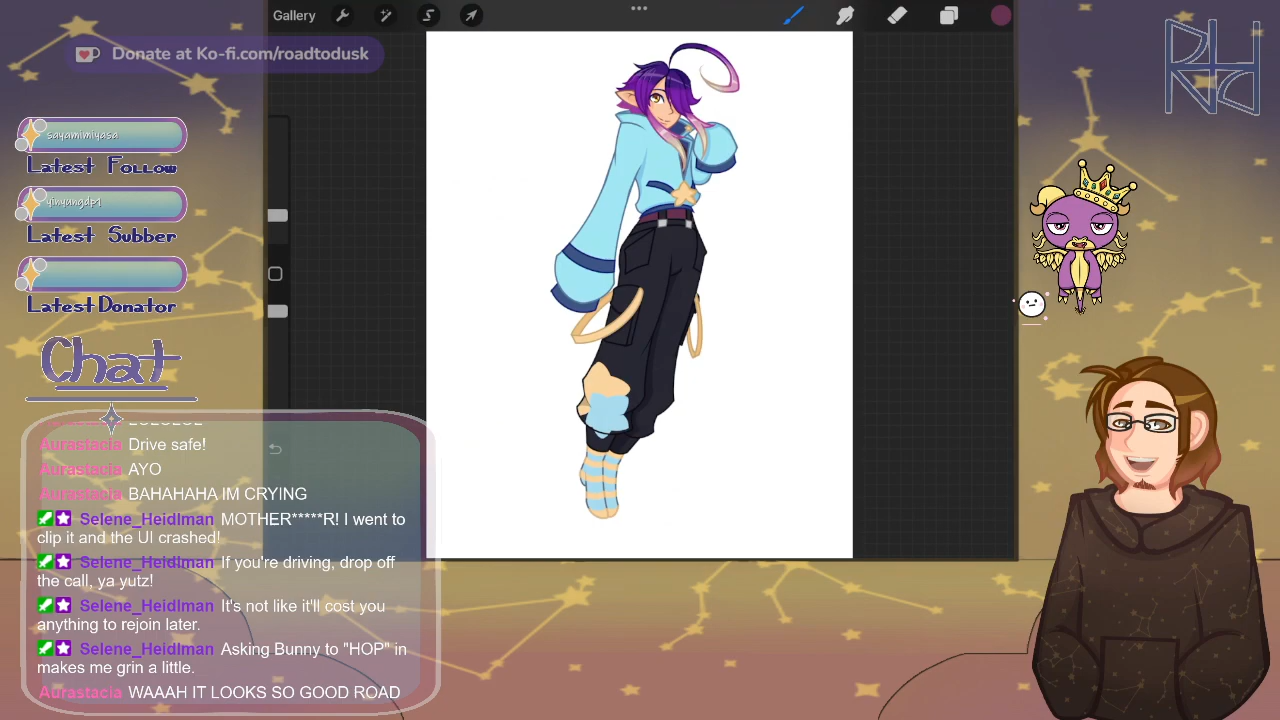 Gallery
Donate at Ko-fi.com/roadtodusk
sayamimiyasa
Latest Follow
yinyangdp1
Latest Subber
Latest Donator
Chat
Aurastacia Drive safe!
Aurastacia AYO
Aurastacia BAHAHAHA IM CRYING
Selene_Heidlman MOTHER*****R! I went to
clip it and the UI crashed!
Selene_Heidlman If you're driving, drop off
the call, ya yutz!
Selene_Heidlman It's not like it'll cost you
anything to rejoin later.
Selene_Heidlman Asking Bunny to "HOP" in
makes me grin a little.
Aurastacia WAAAH IT LOOKS SO GOOD ROAD